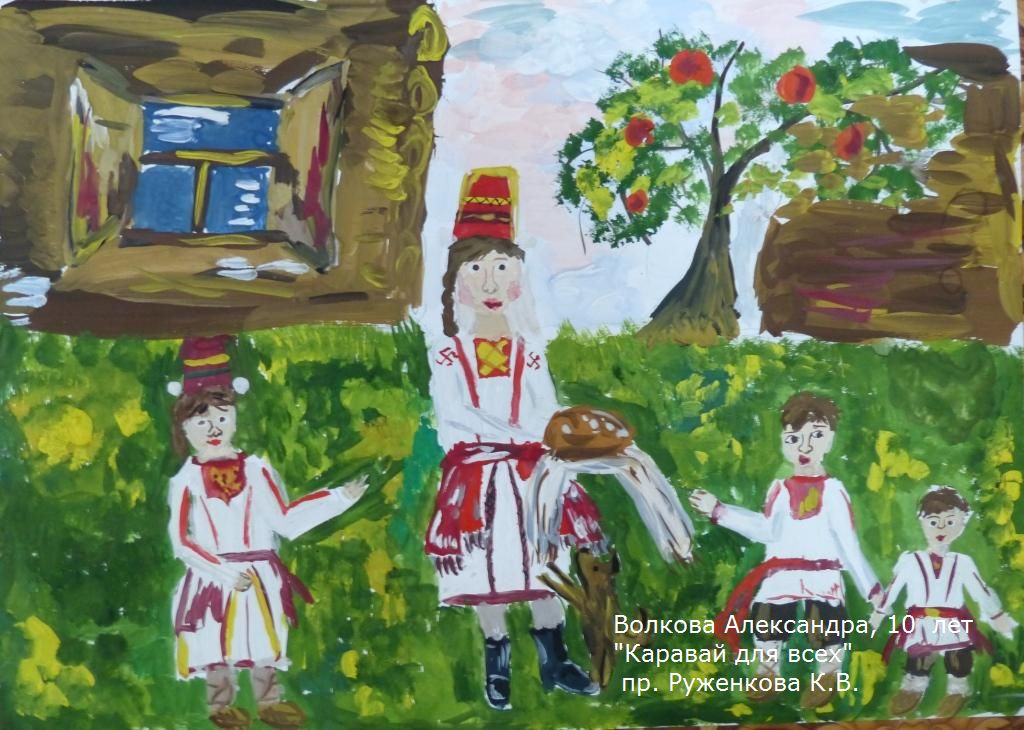 Волкова Александра, 10 лет
"Каравай для всех"
пр. Руженкова К.В.